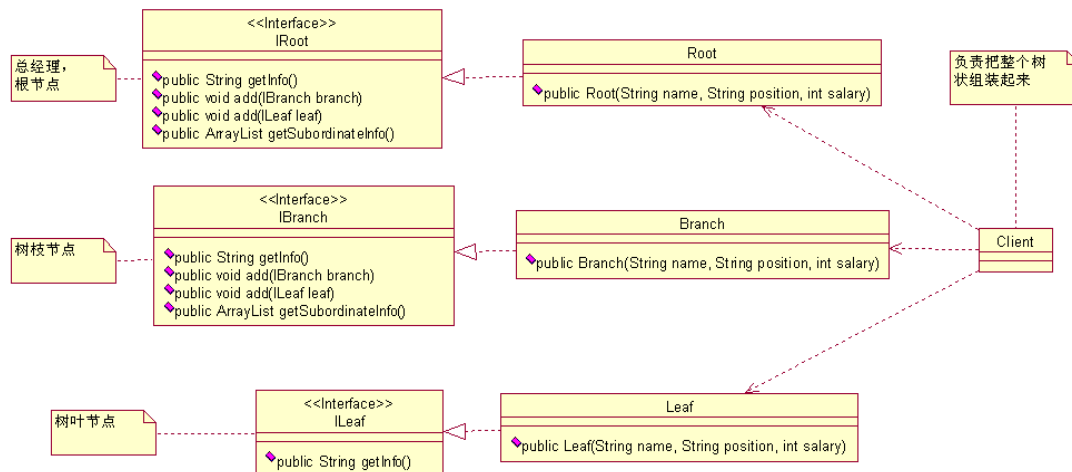 总经理，
根节点
<<Interface>>
IRoot
public String getInfo()
public void add(IBranch branch)
public void add(ILeaf leaf)
public ArrayList getSubordinateInfo()
Root
public Root(String name, String position, int salary)
负责把整个树
状组装起来
树枝节点
<<Interface>>
IBranch
public String getInfo()
public void add(IBranch branch)
public void add(ILeaf leaf)
public ArrayList getSubordinateInfo()
Branch
public Branch(String name, String position, int salary)
Client
树叶节点
<<Interface>>
ILeaf
public String getInfo()
Leaf
public Leaf(String name, String position, int salary)